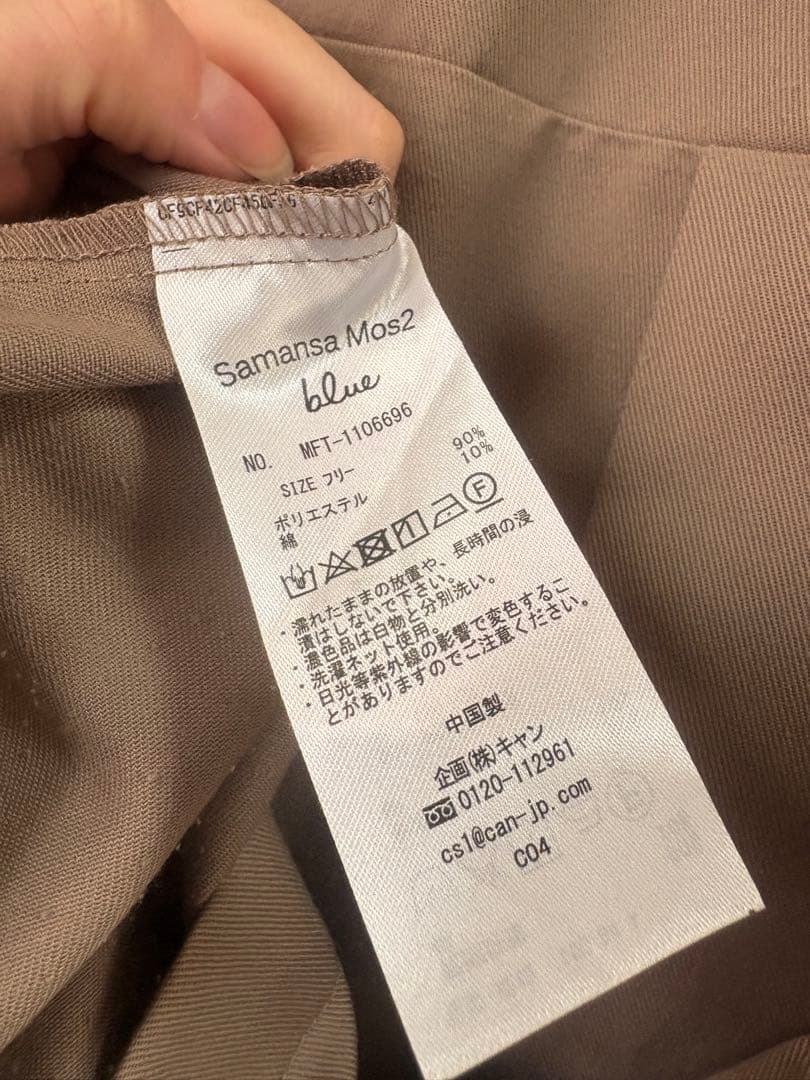 Samansa Mos2
blue
NO. MFT-1106696
SIZE フリー
ポリエステル 90%
綿 10%
F
・濡れたままの放置や、長時間の浸
漬はしないで下さい。
・濃色品は白物と分別洗い。
・洗濯ネット使用。
・日光等紫外線の影響で変色するこ
とがありますのでご注意ください。
中国製
企画(株)キャン
0120-112961
cs1@can-jp.com
C04